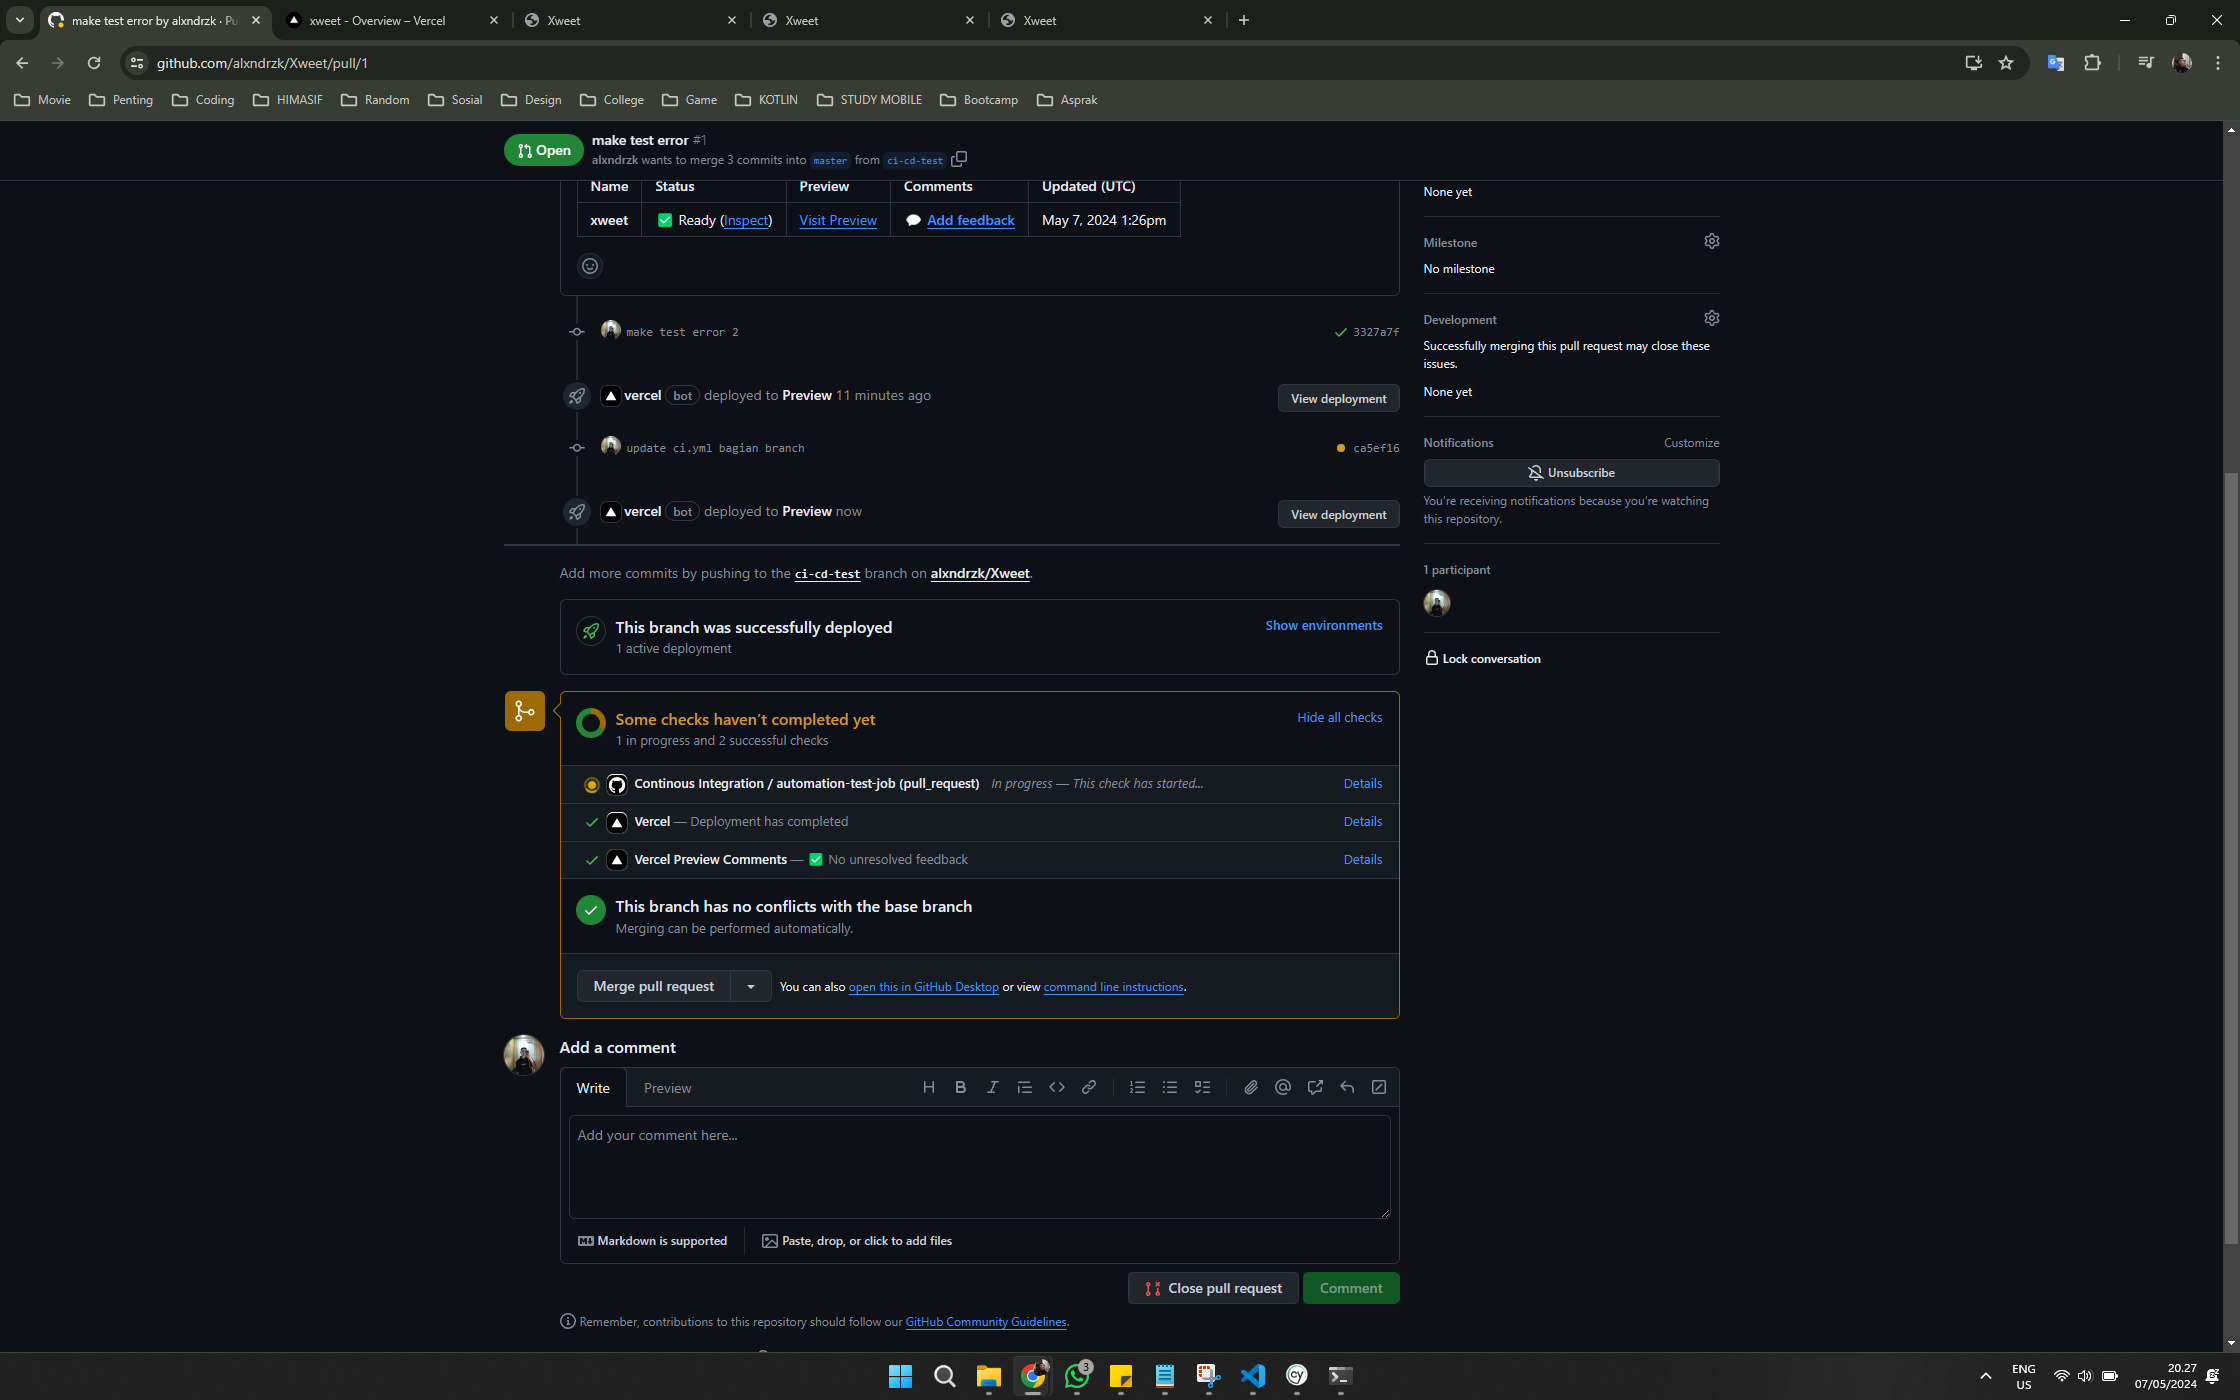 make test error by alxndrzk · Pu
xweet - Overview – Vercel
Xweet
Xweet
Xweet
github.com/alxndrzk/Xweet/pull/1
Movie
Penting
Coding
HIMASIF
Random
Sosial
Design
College
Game
KOTLIN
STUDY MOBILE
Bootcamp
Asprak
Open
make test error #1
alxndrzk wants to merge 3 commits into master from ci-cd-test
Name Status Preview Comments Updated (UTC)
xweet ✅ Ready (Inspect) Visit Preview Add feedback May 7, 2024 1:26pm
make test error 2 3327a7f
vercel bot deployed to Preview 11 minutes ago View deployment
update ci.yml bagian branch ca5ef16
vercel bot deployed to Preview now View deployment
Add more commits by pushing to the ci-cd-test branch on alxndrzk/Xweet.
This branch was successfully deployed
1 active deployment
Show environments
Some checks haven't completed yet
1 in progress and 2 successful checks
Hide all checks
Continous Integration / automation-test-job (pull_request) In progress — This check has started... Details
Vercel — Deployment has completed Details
Vercel Preview Comments — ✅ No unresolved feedback Details
This branch has no conflicts with the base branch
Merging can be performed automatically.
Merge pull request
You can also open this in GitHub Desktop or view command line instructions.
Add a comment
Write
Preview
Add your comment here...
Markdown is supported
Paste, drop, or click to add files
Close pull request
Comment
Remember, contributions to this repository should follow our GitHub Community Guidelines.
None yet
Milestone
No milestone
Development
Successfully merging this pull request may close these
issues.
None yet
Notifications
Customize
Unsubscribe
You're receiving notifications because you're watching
this repository.
1 participant
Lock conversation
3
cy
ENG
US
20.27
07/05/2024